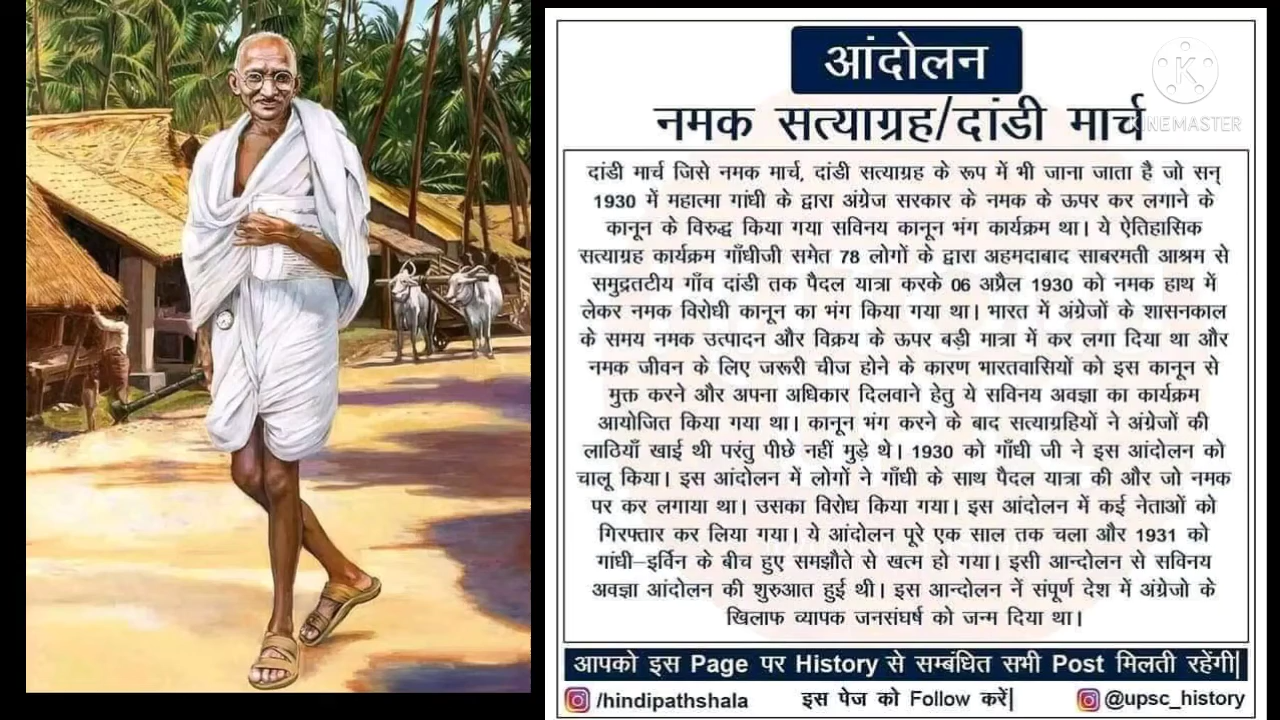 आंदोलन
KINEMASTER
नमक सत्याग्रह/दांडी मार्च
दांडी मार्च जिसे नमक मार्च, दांडी सत्याग्रह के रूप में भी जाना जाता है जो सन्
1930 में महात्मा गांधी के द्वारा अंग्रेज सरकार के नमक के ऊपर कर लगाने के
कानून के विरुद्ध किया गया सविनय कानून भंग कार्यक्रम था। ये ऐतिहासिक
सत्याग्रह कार्यक्रम गाँधीजी समेत 78 लोगों के द्वारा अहमदाबाद साबरमती आश्रम से
समुद्रतटीय गाँव दांडी तक पैदल यात्रा करके 06 अप्रैल 1930 को नमक हाथ में
लेकर नमक विरोधी कानून का भंग किया गया था। भारत में अंग्रेजों के शासनकाल
के समय नमक उत्पादन और विक्रय के ऊपर बड़ी मात्रा में कर लगा दिया था और
नमक जीवन के लिए जरूरी चीज होने के कारण भारतवासियों को इस कानून से
मुक्त करने और अपना अधिकार दिलवाने हेतु ये सविनय अवज्ञा का कार्यक्रम
आयोजित किया गया था। कानून भंग करने के बाद सत्याग्रहियों ने अंग्रेजों की
लाठियाँ खाई थी परंतु पीछे नहीं मुड़े थे। 1930 को गाँधी जी ने इस आंदोलन को
चालू किया। इस आंदोलन में लोगों ने गाँधी के साथ पैदल यात्रा की और जो नमक
पर कर लगाया था। उसका विरोध किया गया। इस आंदोलन में कई नेताओं को
गिरफ्तार कर लिया गया। ये आंदोलन पूरे एक साल तक चला और 1931 को
गांधी–इर्विन के बीच हुए समझौते से खत्म हो गया। इसी आन्दोलन से सविनय
अवज्ञा आंदोलन की शुरुआत हुई थी। इस आन्दोलन नें संपूर्ण देश में अंग्रेजो के
खिलाफ व्यापक जनसंघर्ष को जन्म दिया था।
आपको इस Page पर History से सम्बंधित सभी Post मिलती रहेंगी|
/hindipathshala इस पेज को Follow करें| @upsc_history